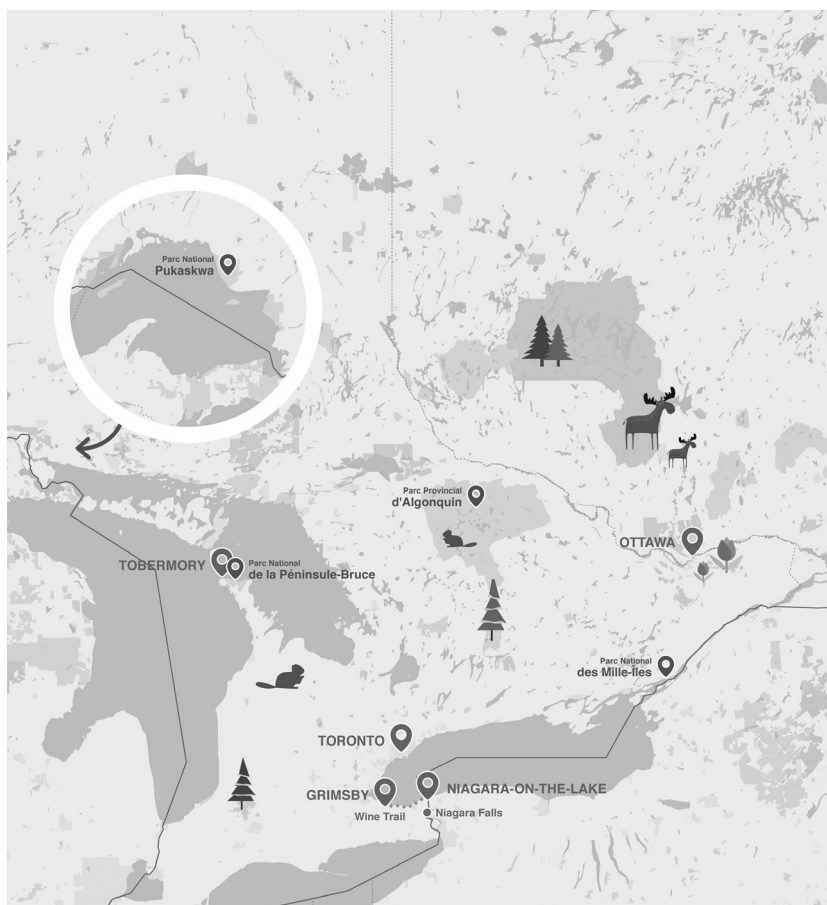 Parc National
Pukaskwa
Parc Provincial
d'Algonquin
OTTAWA
TOBERMORY
Parc National
de la Péninsule-Bruce
Parc National
des Mille-Îles
TORONTO
GRIMSBY
NIAGARA-ON-THE-LAKE
Wine Trail
Niagara Falls